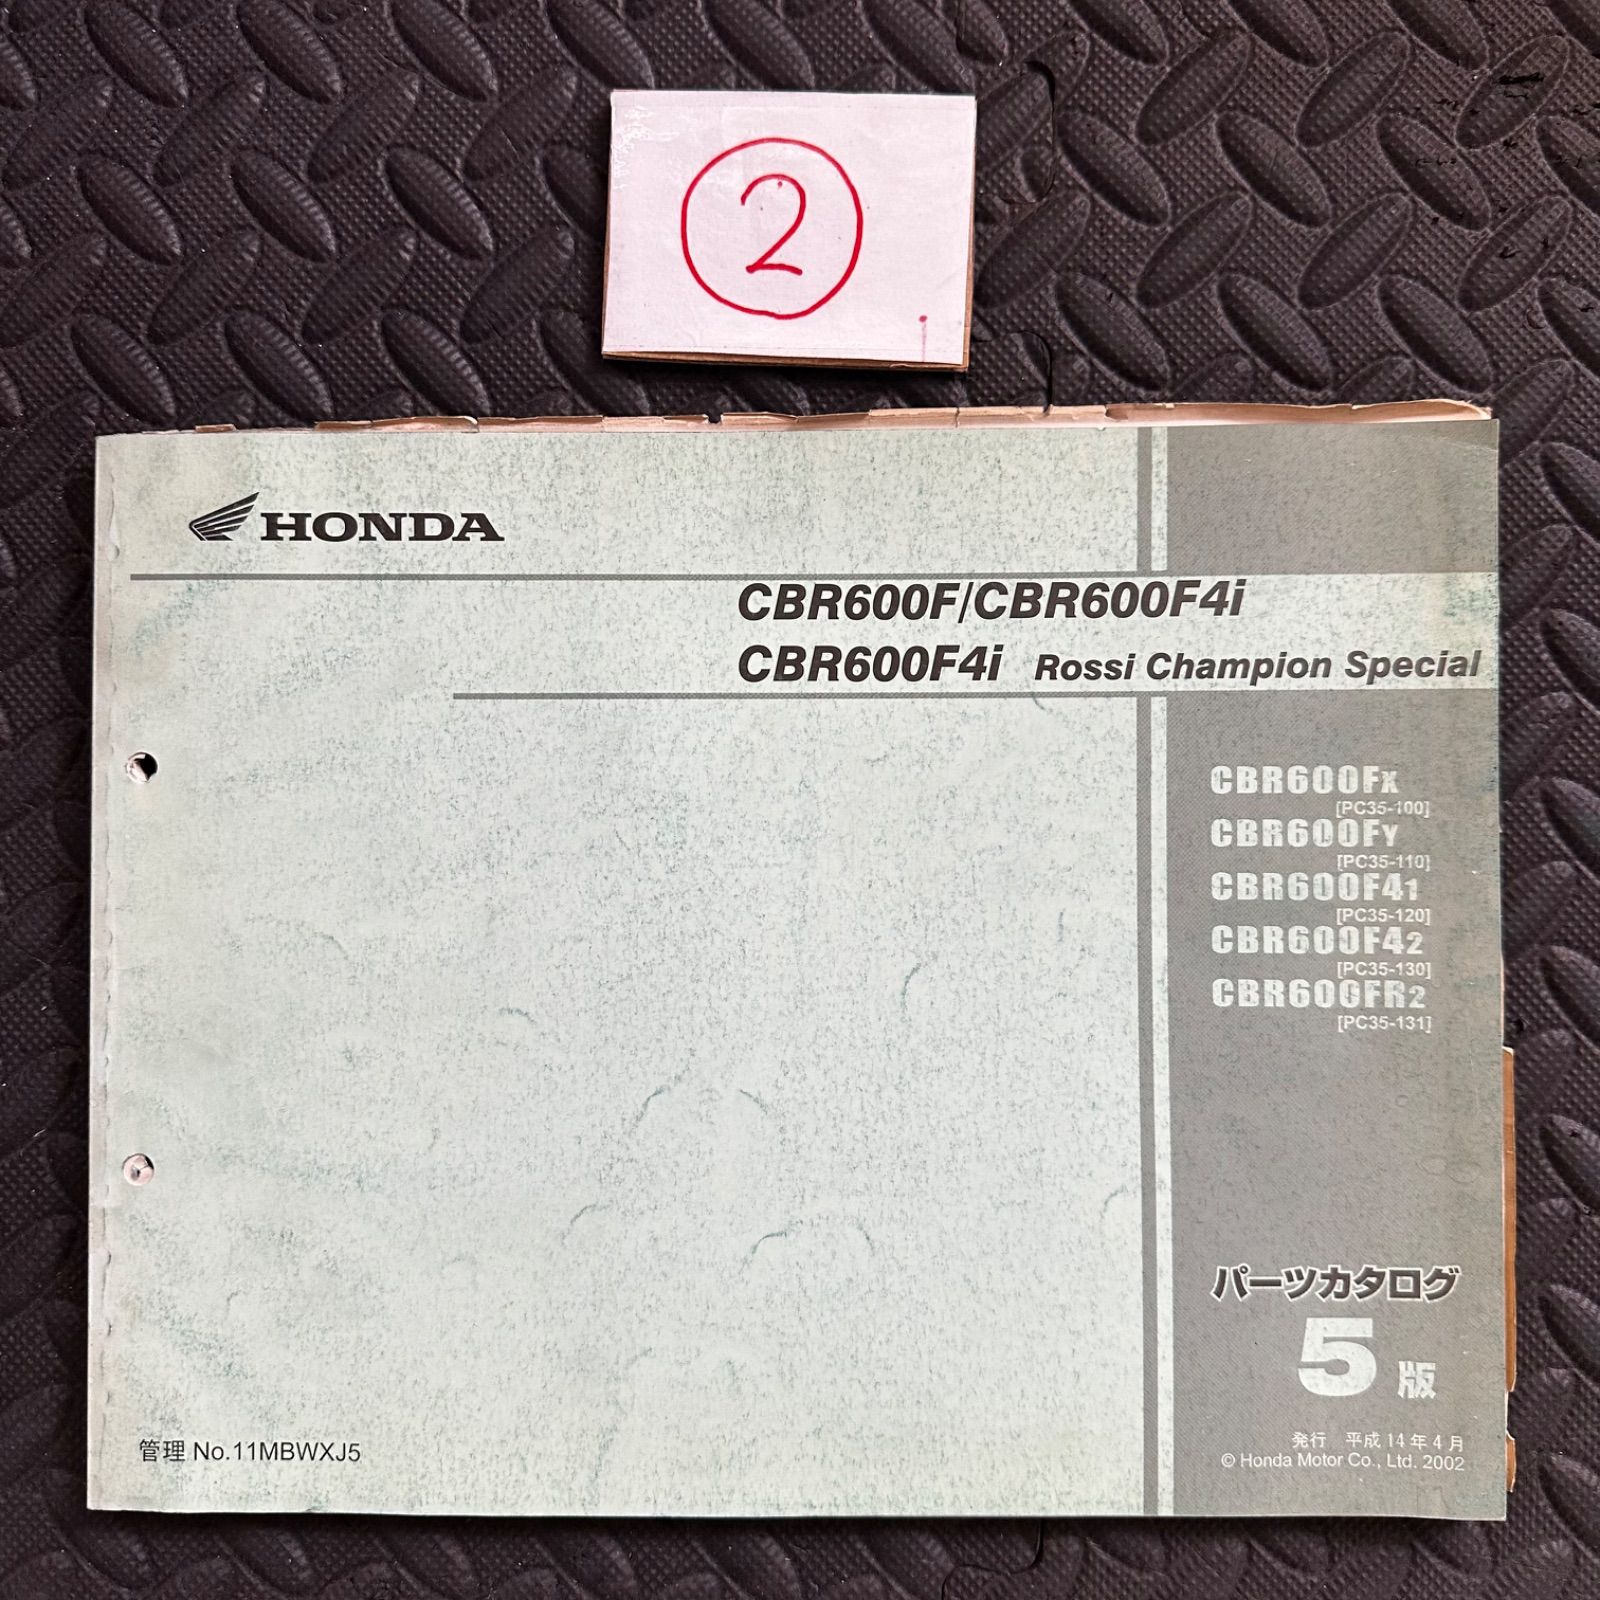 ②
HONDA
CBR600F/CBR600F4i
CBR600F4i Rossi Champion Special
CBR600FX
[PC35-100]
CBR600FY
[PC35-110]
CBR600F41
[PC35-120]
CBR600F42
[PC35-130]
CBR600FR2
[PC35-131]
パーツカタログ
5版
発行 平成14年4月
© Honda Motor Co., Ltd. 2002
管理 No.11MBWXJ5